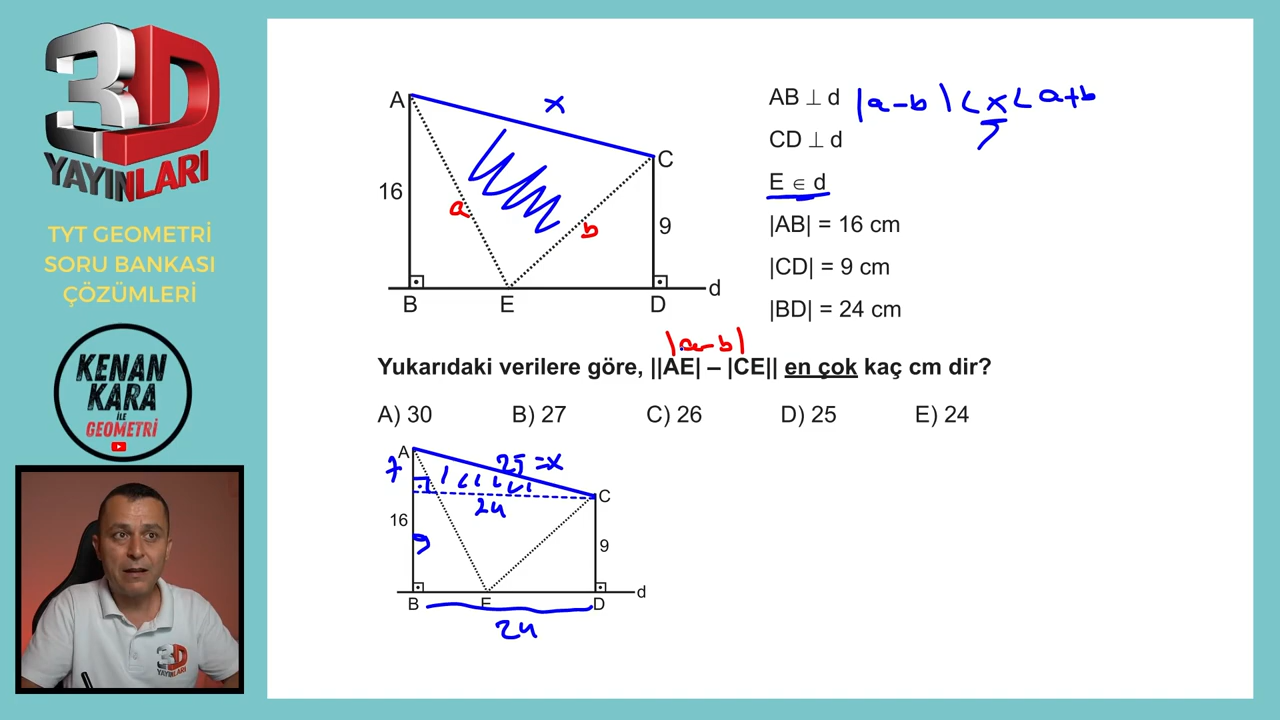 3D
YAYINLARI
TYT GEOMETRİ
SORU BANKASI
ÇÖZÜMLERİ
KENAN
KARA
İLE
GEOMETRİ
3D
YAYINLARI
A
x
C
16
a
b
9
B
E
D
d
AB ⊥ d
|a-b| < x < a+b
CD ⊥ d
E ∈ d
|AB| = 16 cm
|CD| = 9 cm
|BD| = 24 cm
|a-b|
Yukarıdaki verilere göre, ||AE| – |CE|| en çok kaç cm dir?
A) 30 B) 27 C) 26 D) 25 E) 24
A
7
25 = x
C
24
16
9
9
B
E
D
d
24